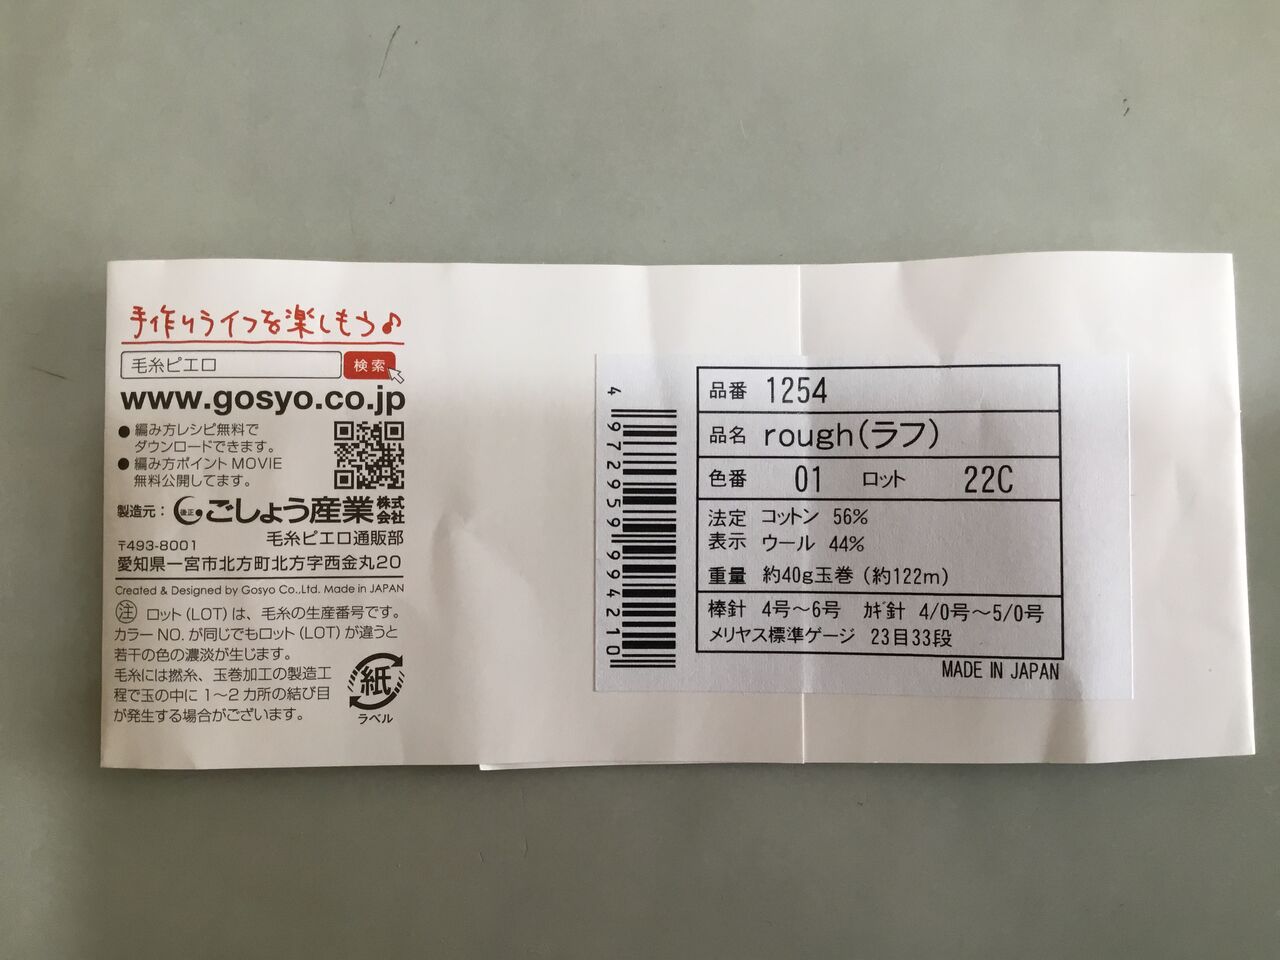 手作りライフを楽しもう♪
毛糸ピエロ 検索
www.gosyo.co.jp
● 編み方レシピ無料で
ダウンロードできます。
● 編み方ポイント MOVIE
無料公開してます。
製造元： 後正 ごしょう産業株式会社
毛糸ピエロ通販部
〒493-8001
愛知県一宮市北方町北方字西金丸20
Created & Designed by Gosyo Co.,Ltd. Made in JAPAN
注 ロット(LOT)は、毛糸の生産番号です。
カラーNO.が同じでもロット(LOT)が違うと
若干の色の濃淡が生じます。
毛糸には撚糸、玉巻加工の製造工
程で玉の中に1〜2カ所の結び目
が発生する場合がございます。
紙
ラベル
4972959994210
品番 1254
品名 rough(ラフ)
色番 01 ロット 22C
法定 コットン 56%
表示 ウール 44%
重量 約40g玉巻 (約122m)
棒針 4号〜6号 カギ針 4/0号〜5/0号
メリヤス標準ゲージ 23目33段
MADE IN JAPAN